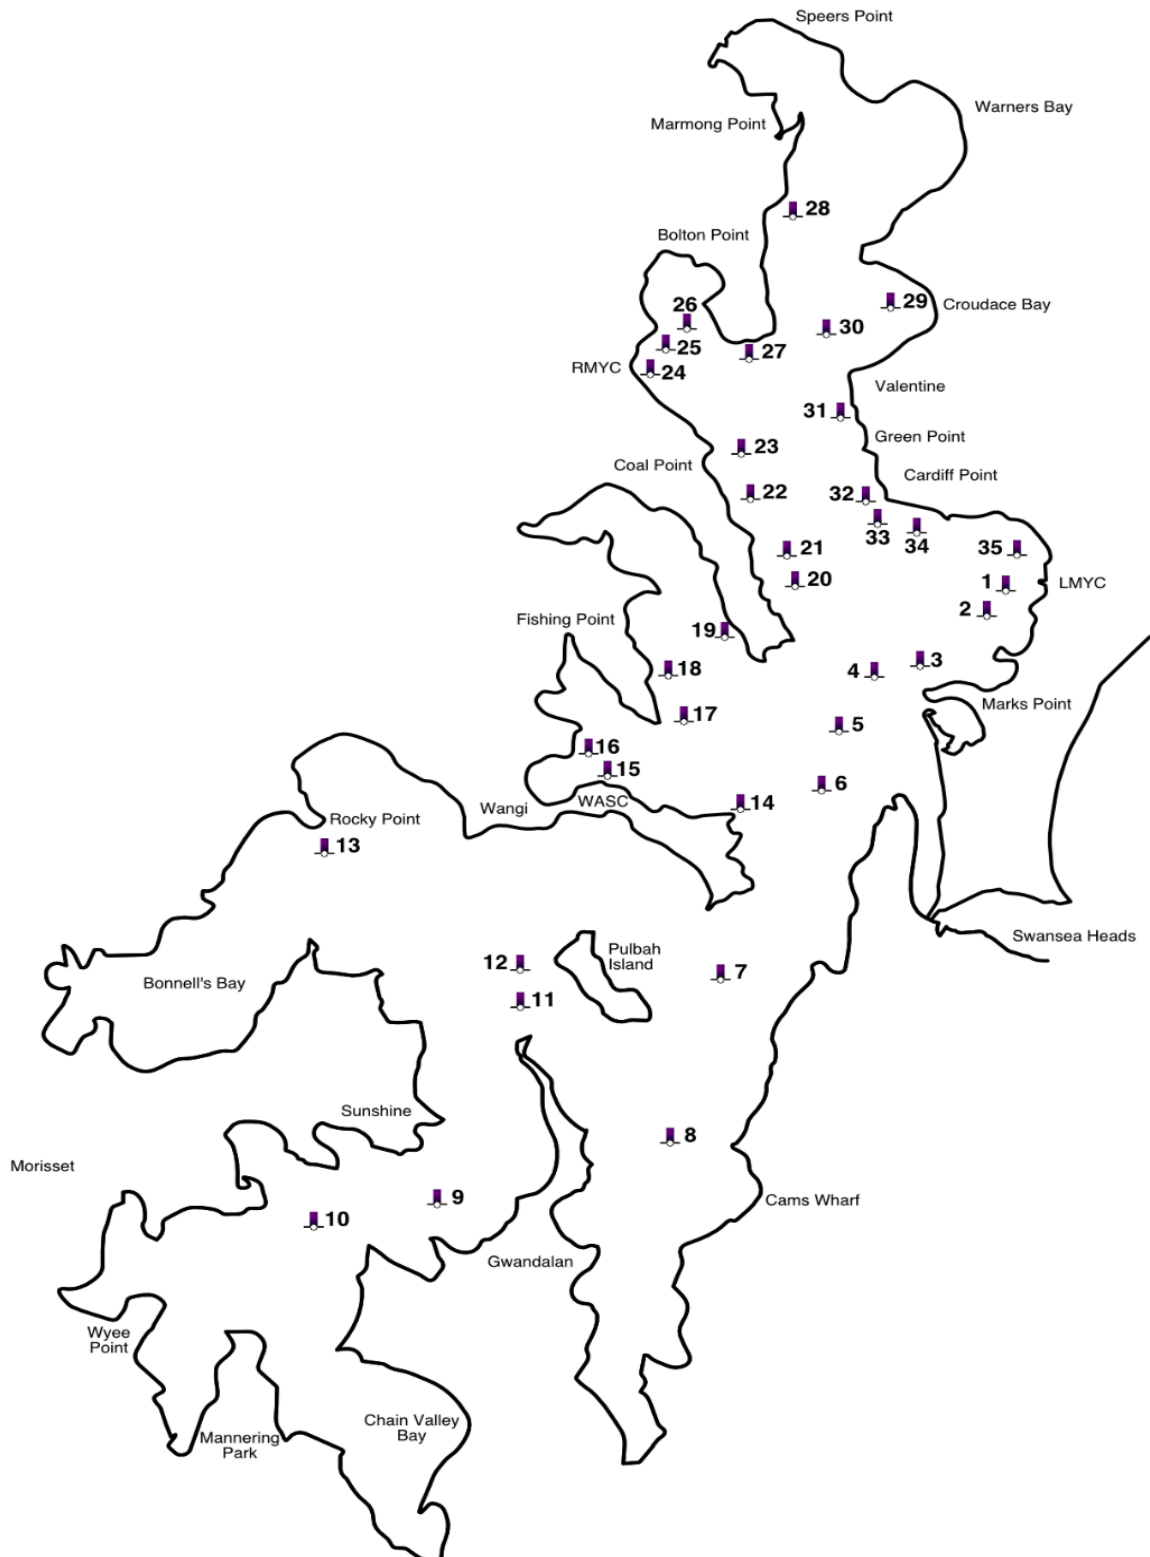 Speers Point
Warners Bay
Marmong Point
28
Bolton Point
29
Croudace Bay
26
30
25
27
RMYC
24
Valentine
31
Green Point
23
Coal Point
Cardiff Point
22
32
33
34
21
35
20
1
LMYC
2
Fishing Point
19
3
18
4
Marks Point
17
5
16
15
6
14
WASC
Wangi
Rocky Point
13
Swansea Heads
Pulbah
Island
12
7
Bonnell's Bay
11
Sunshine
8
Morisset
9
Cams Wharf
10
Gwandalan
Wyee
Point
Chain Valley
Bay
Mannering
Park